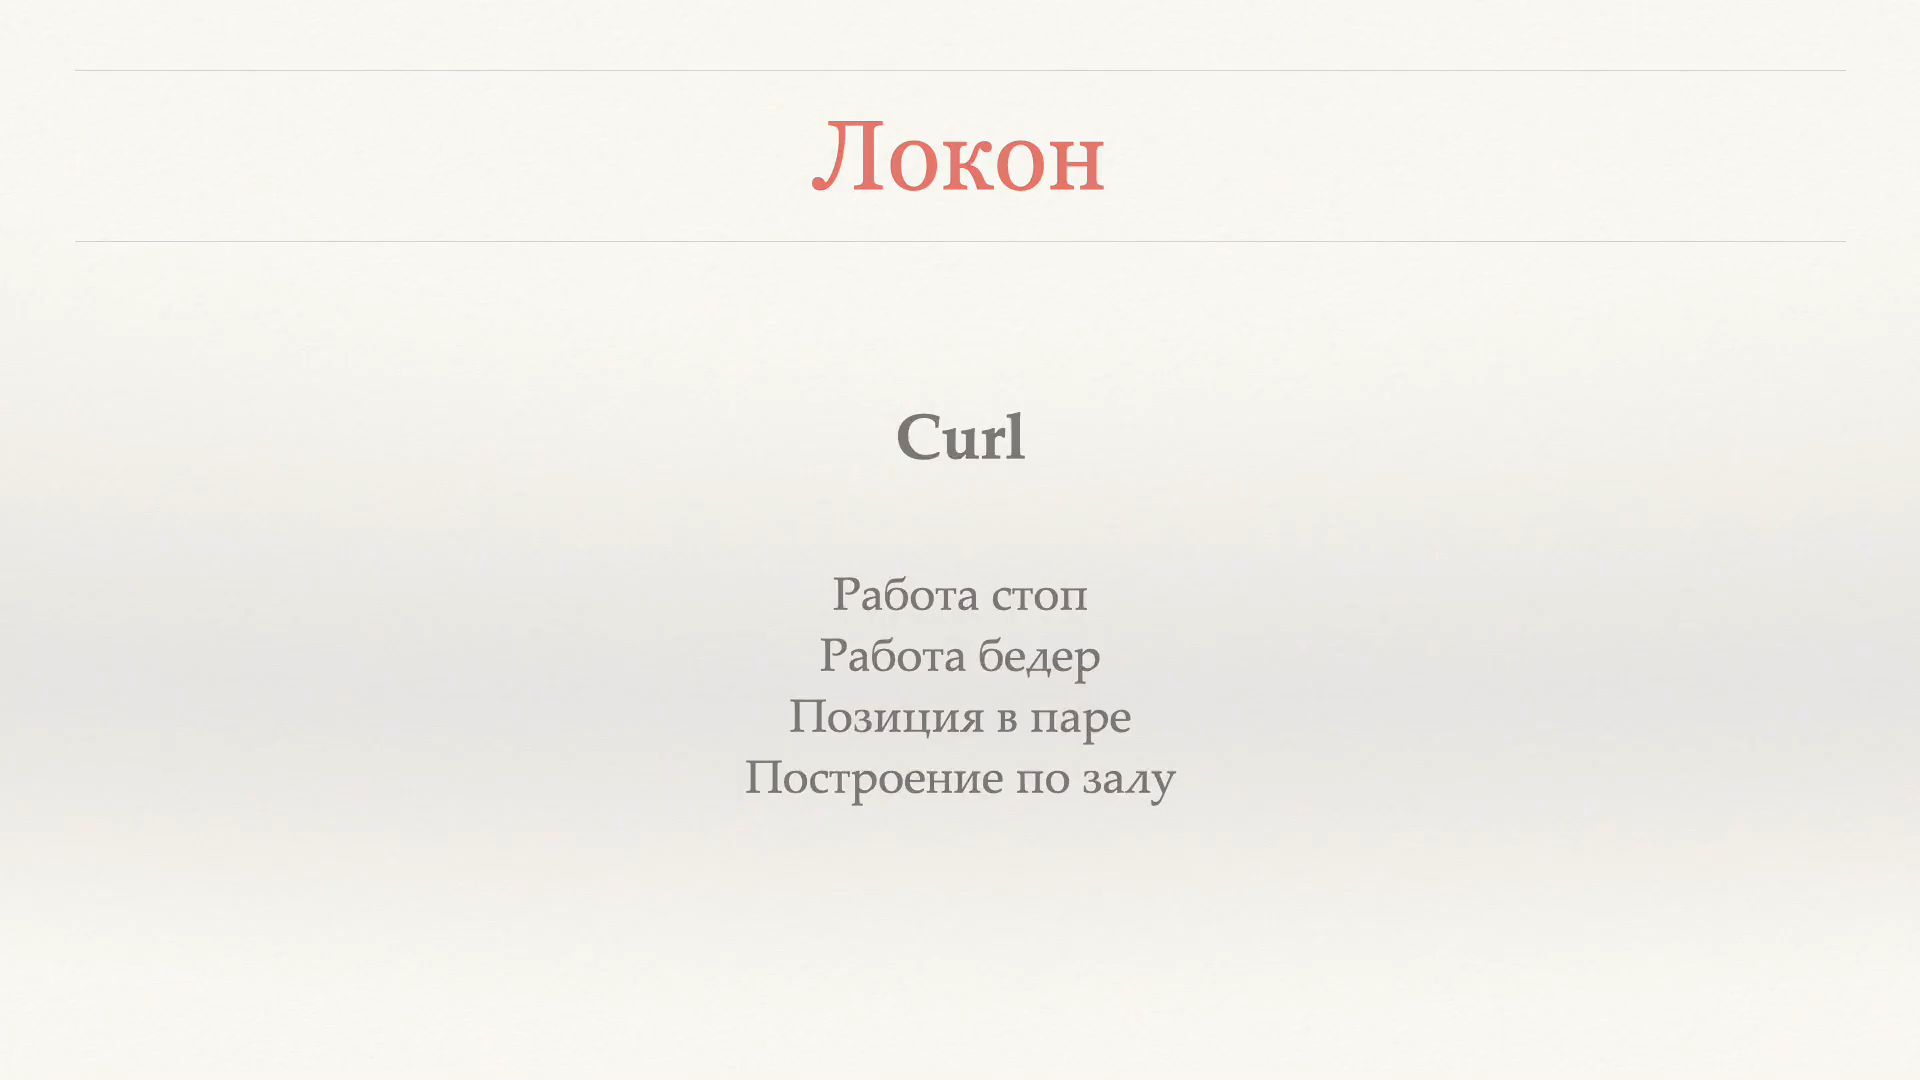 Локон
Curl
Работа стоп
Работа бедер
Позиция в паре
Построение по залу